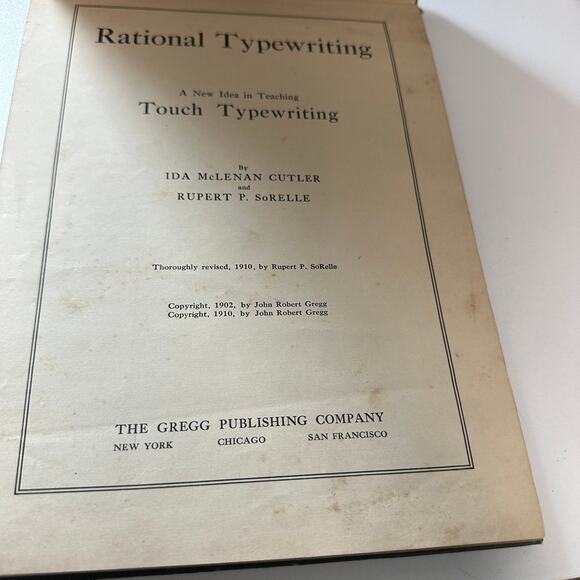 Rational Typewriting
A New Idea in Teaching
Touch Typewriting
By
IDA McLENAN CUTLER
and
RUPERT P. SoRELLE
Thoroughly revised, 1910, by Rupert P. SoRelle
Copyright, 1902, by John Robert Gregg
Copyright, 1910, by John Robert Gregg
THE GREGG PUBLISHING COMPANY
NEW YORK CHICAGO SAN FRANCISCO